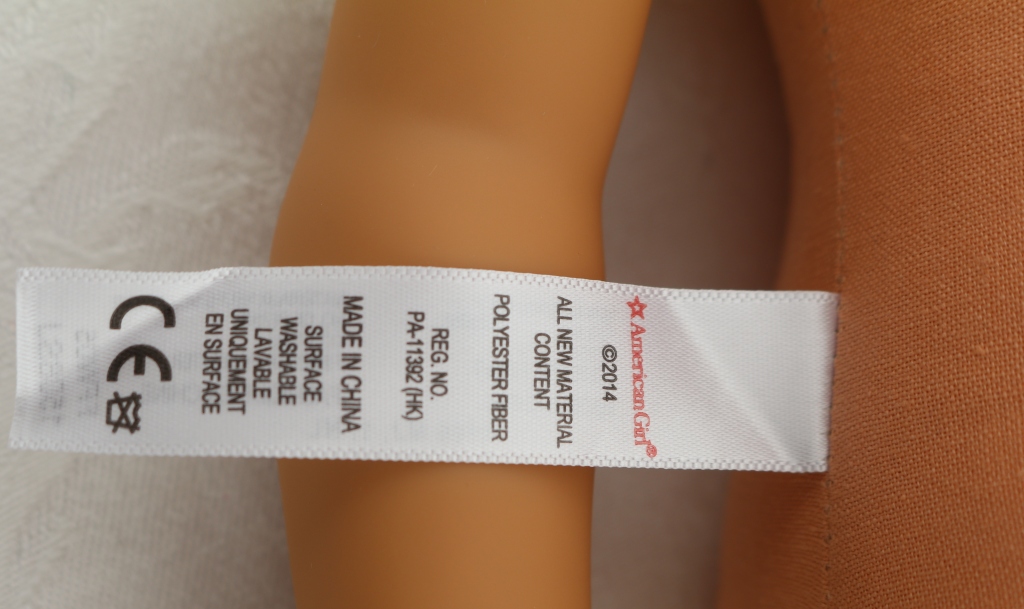 American Girl®
©2014
ALL NEW MATERIAL
CONTENT
POLYESTER FIBER
REG. NO.
PA-11392 (HK)
MADE IN CHINA
SURFACE
WASHABLE
LAVABLE
UNIQUEMENT
EN SURFACE
CE